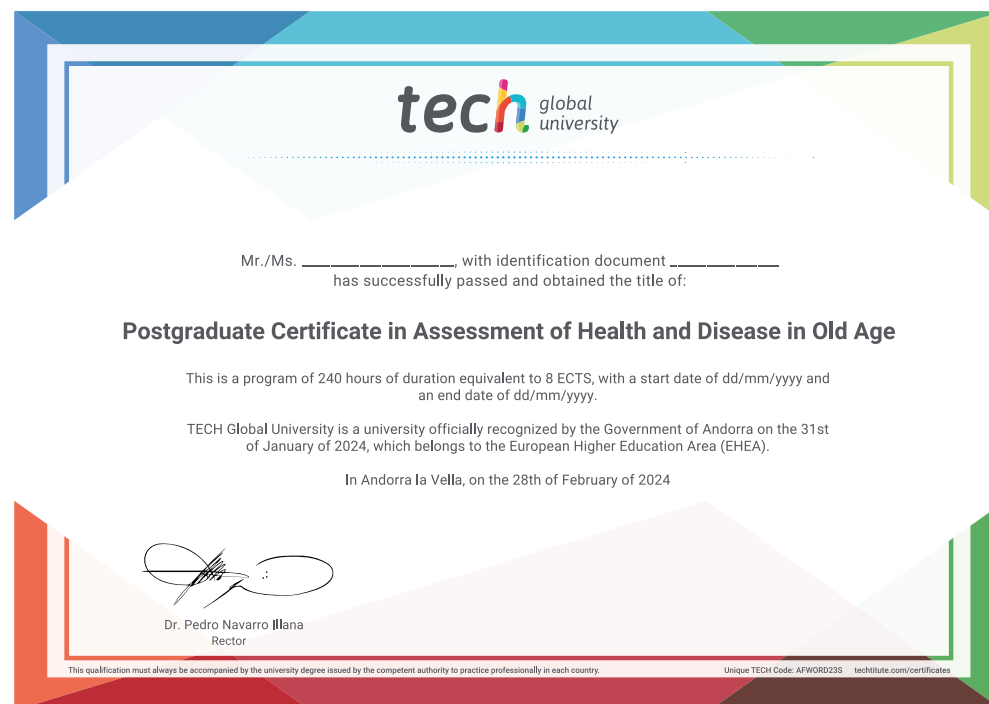 tech global
university
Mr./Ms. ____________________, with identification document ______________
has successfully passed and obtained the title of:
Postgraduate Certificate in Assessment of Health and Disease in Old Age
This is a program of 240 hours of duration equivalent to 8 ECTS, with a start date of dd/mm/yyyy and
an end date of dd/mm/yyyy.
TECH Global University is a university officially recognized by the Government of Andorra on the 31st
of January of 2024, which belongs to the European Higher Education Area (EHEA).
In Andorra la Vella, on the 28th of February of 2024
Dr. Pedro Navarro Illana
Rector
This qualification must always be accompanied by the university degree issued by the competent authority to practice professionally in each country.
Unique TECH Code: AFWORD23S techtitute.com/certificates